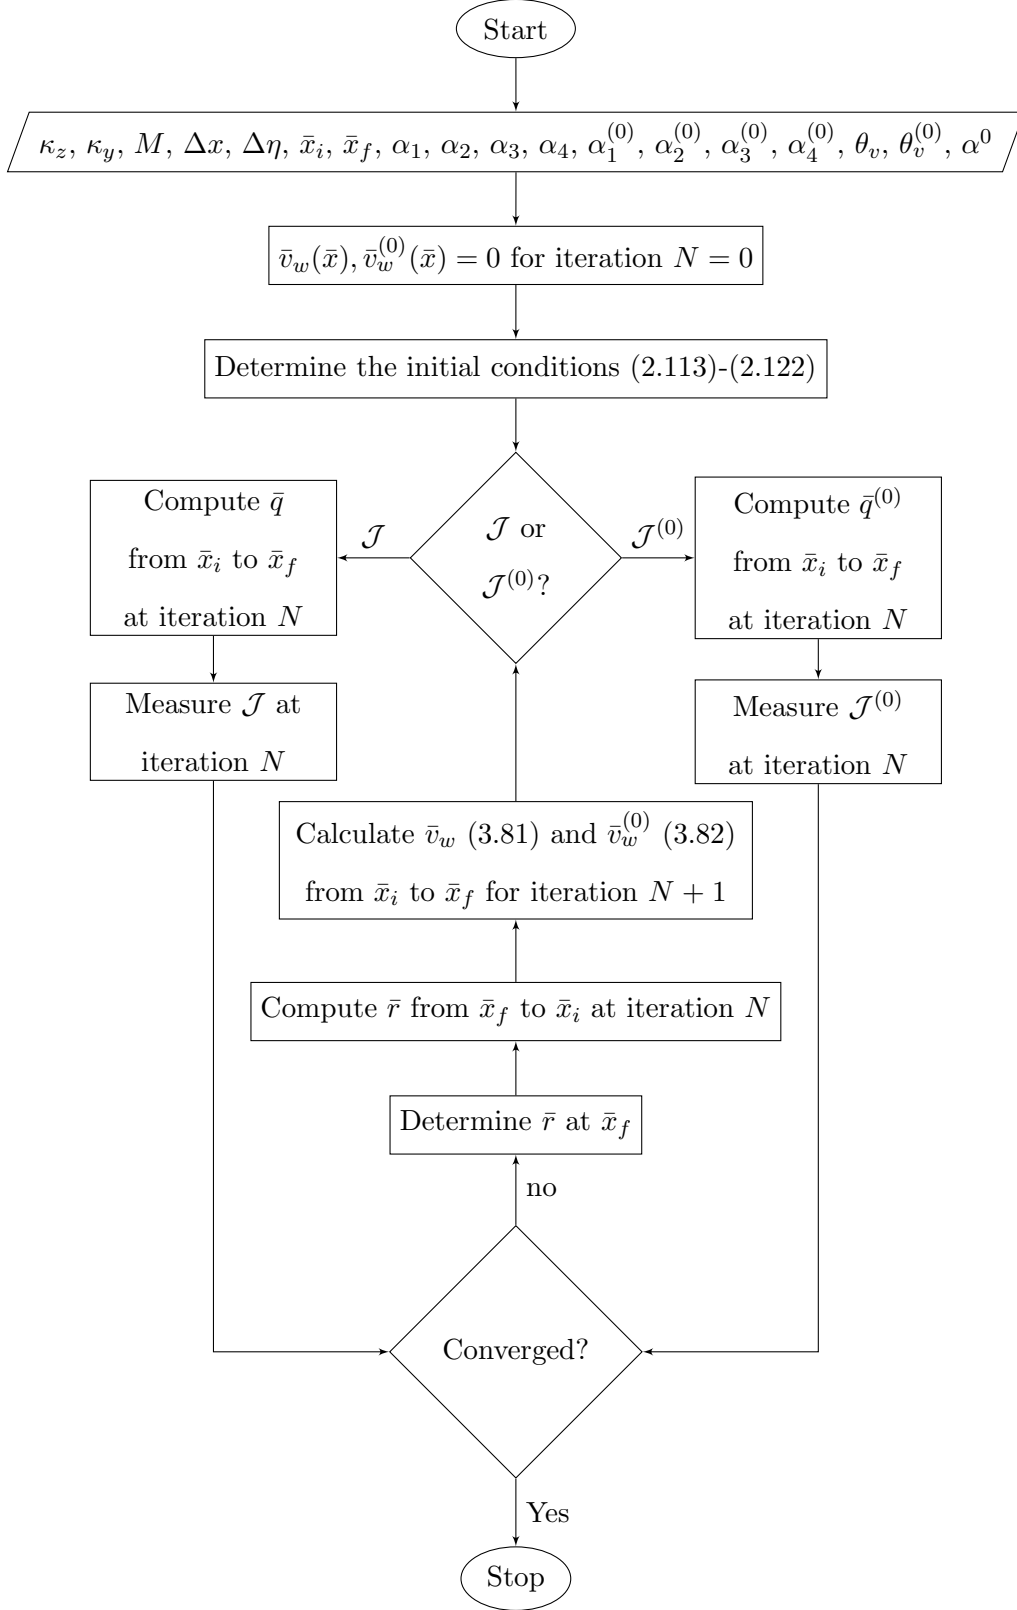 Start
κ_z, κ_y, M, Δx, Δη, x̄_i, x̄_f, α_1, α_2, α_3, α_4, α_1^{(0)}, α_2^{(0)}, α_3^{(0)}, α_4^{(0)}, θ_v, θ_v^{(0)}, α^0
v̄_w(x̄), v̄_w^{(0)}(x̄) = 0 for iteration N = 0
Determine the initial conditions (2.113)-(2.122)
𝒥 or
𝒥^{(0)}?
𝒥
Compute q̄
from x̄_i to x̄_f
at iteration N
Measure 𝒥 at
iteration N
𝒥^{(0)}
Compute q̄^{(0)}
from x̄_i to x̄_f
at iteration N
Measure 𝒥^{(0)}
at iteration N
Calculate v̄_w (3.81) and v̄_w^{(0)} (3.82)
from x̄_i to x̄_f for iteration N + 1
Compute r̄ from x̄_f to x̄_i at iteration N
Determine r̄ at x̄_f
no
Converged?
Yes
Stop